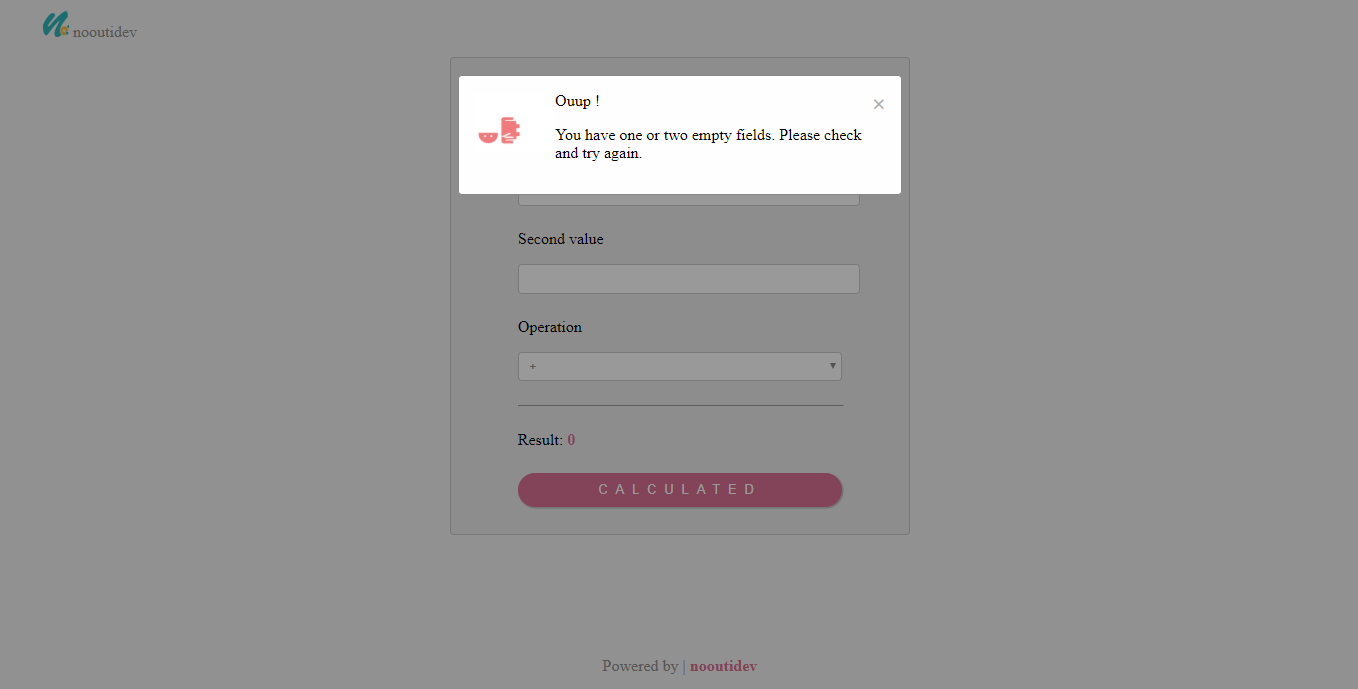 nooutidev
Ouup !
×
You have one or two empty fields. Please check
and try again.
Second value
Operation
+
Result: 0
CALCULATED
Powered by | nooutidev